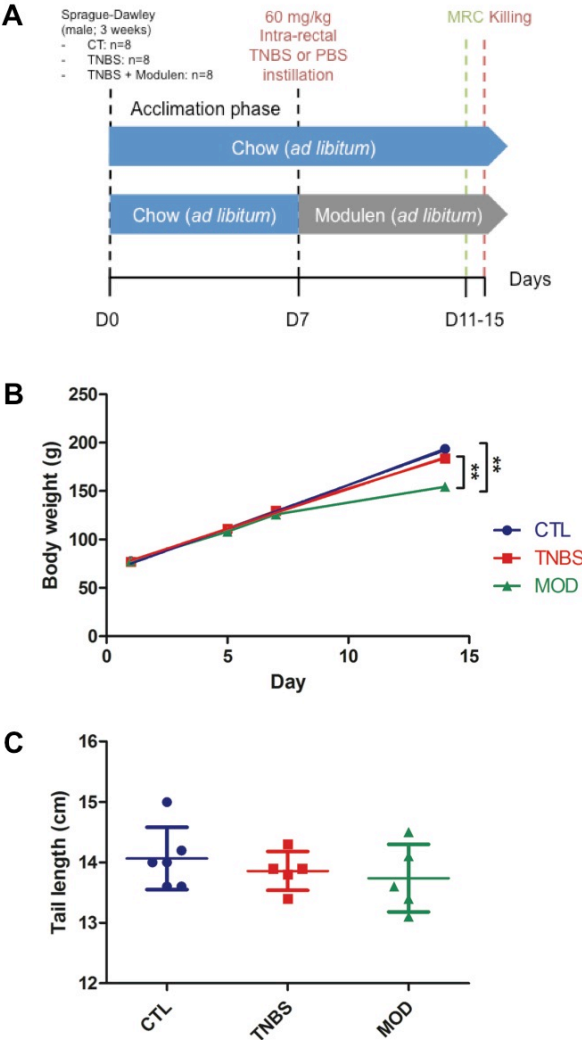 A
Sprague-Dawley
(male; 3 weeks)
- CT: n=8
- TNBS: n=8
- TNBS + Modulen: n=8
60 mg/kg
Intra-rectal
TNBS or PBS
instillation
MRC Killing
Acclimation phase
Chow (ad libitum)
Chow (ad libitum)
Modulen (ad libitum)
Days
D0
D7
D11-15
B
250
200
150
100
50
0
Body weight (g)
0
5
10
15
Day
**
**
CTL
TNBS
MOD
C
16
15
14
13
12
Tail length (cm)
CTL
TNBS
MOD